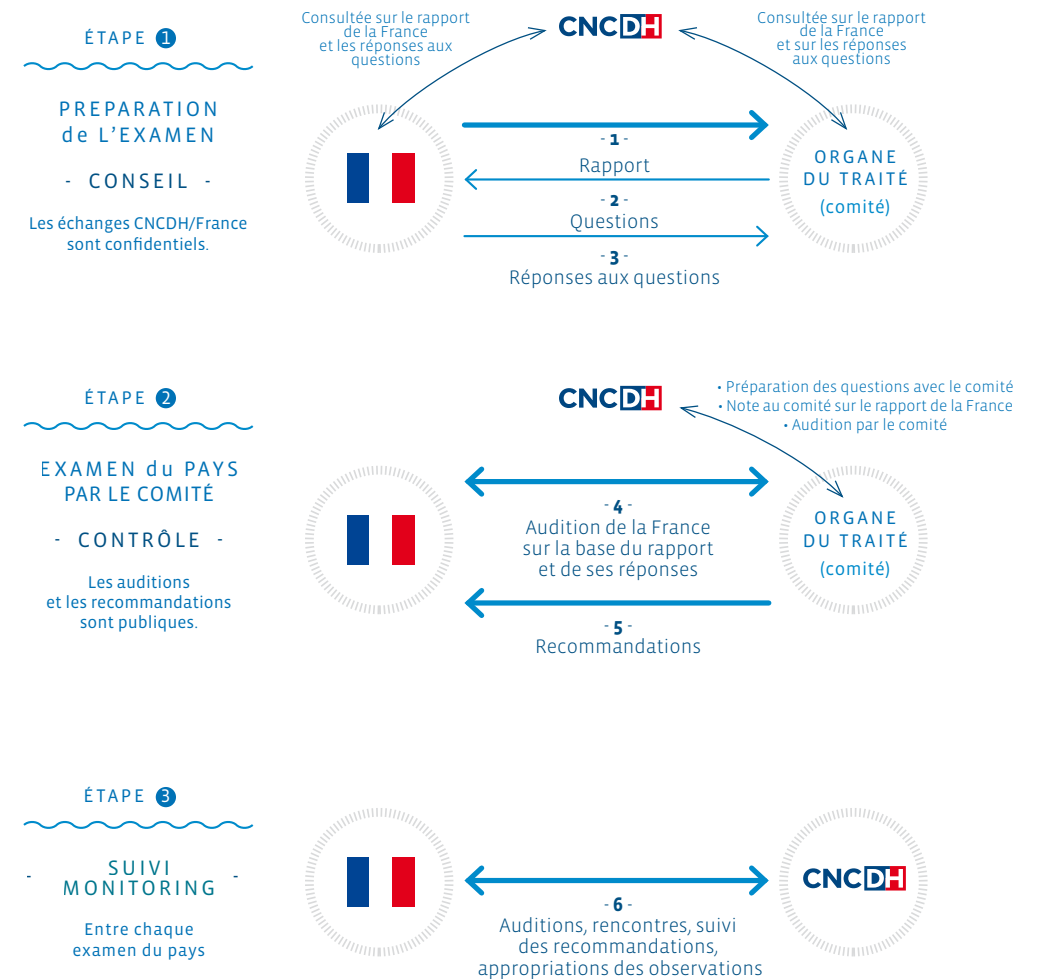 ÉTAPE 1
PREPARATION
de L'EXAMEN
- CONSEIL -
Les échanges CNCDH/France
sont confidentiels.
Consultée sur le rapport
de la France
et les réponses aux
questions
CNCDH
Consultée sur le rapport
de la France
et sur les réponses
aux questions
- 1 -
Rapport
- 2 -
Questions
- 3 -
Réponses aux questions
ORGANE
DU TRAITÉ
(comité)
ÉTAPE 2
EXAMEN du PAYS
PAR LE COMITÉ
- CONTRÔLE -
Les auditions
et les recommandations
sont publiques.
CNCDH
• Préparation des questions avec le comité
• Note au comité sur le rapport de la France
• Audition par le comité
- 4 -
Audition de la France
sur la base du rapport
et de ses réponses
- 5 -
Recommandations
ORGANE
DU TRAITÉ
(comité)
ÉTAPE 3
- SUIVI
MONITORING -
Entre chaque
examen du pays
- 6 -
Auditions, rencontres, suivi
des recommandations,
appropriations des observations
CNCDH